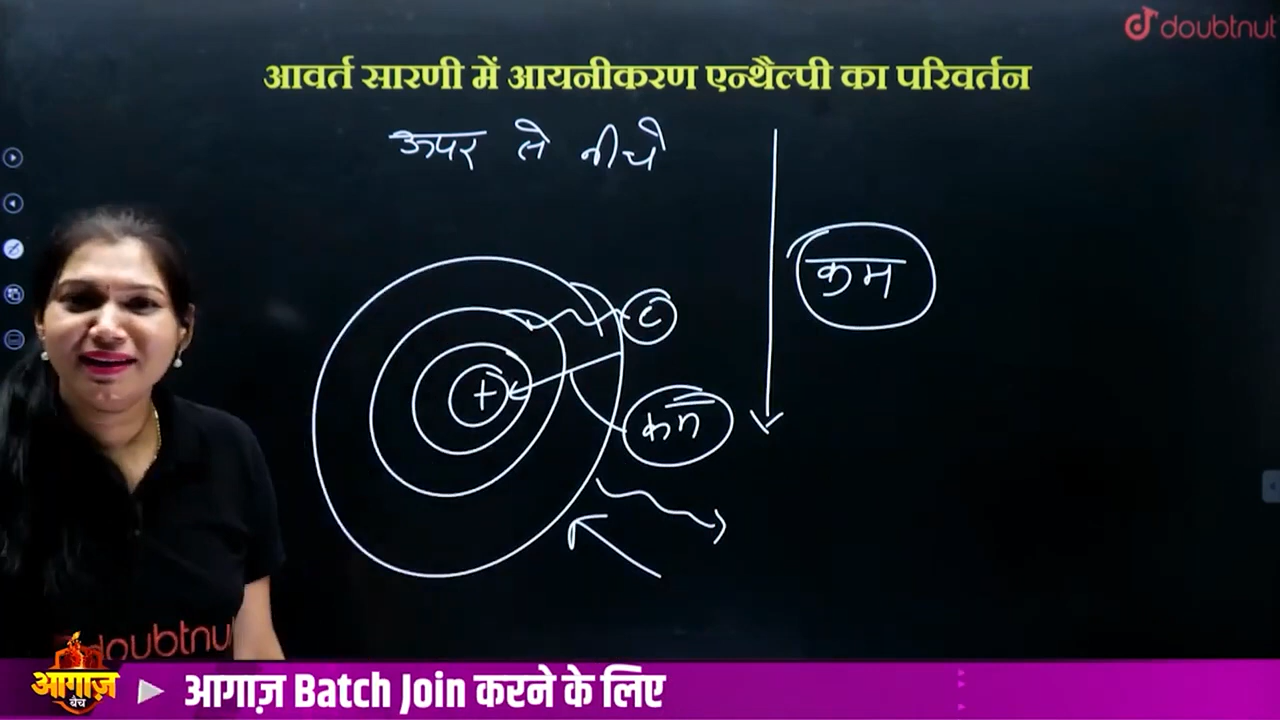 doubtnut
आवर्त सारणी में आयनीकरण एन्थैल्पी का परिवर्तन
ऊपर से नीचे
कम
e
+
कम
doubtnut
आगाज़
बैच
आगाज़ Batch Join करने के लिए